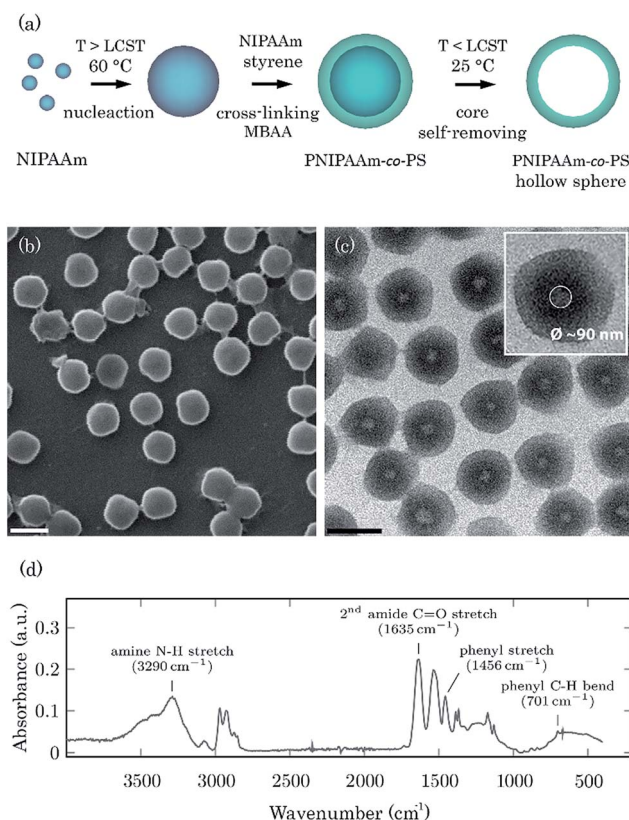 (a)
T > LCST
60 °C
nucleaction
NIPAAm
NIPAAm
styrene
cross-linking
MBAA
PNIPAAm-co-PS
T < LCST
25 °C
core
self-removing
PNIPAAm-co-PS
hollow sphere
(b)
(c)
Ø ~90 nm
(d)
Absorbance (a.u.)
0.3
0.2
0.1
0
2nd amide C=O stretch
(1635 cm⁻¹)
amine N-H stretch
(3290 cm⁻¹)
phenyl stretch
(1456 cm⁻¹)
phenyl C-H bend
(701 cm⁻¹)
3500
3000
2500
2000
1500
1000
500
Wavenumber (cm⁻¹)